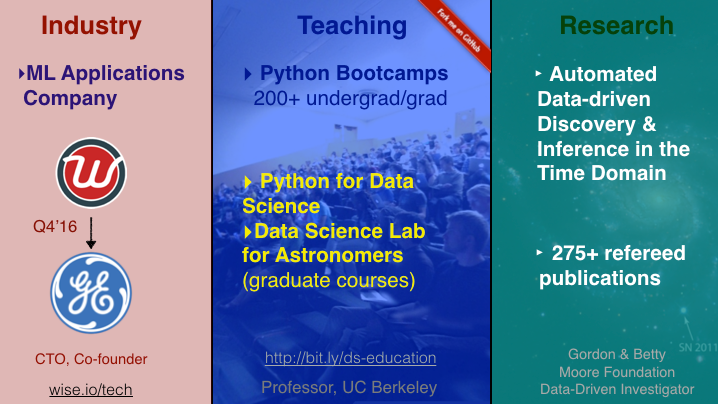 Industry
‣ML Applications
Company
W
Q4'16
GE
CTO, Co-founder
wise.io/tech
Teaching
Fork me on GitHub
‣ Python Bootcamps
200+ undergrad/grad
‣ Python for Data
Science
‣Data Science Lab
for Astronomers
(graduate courses)
http://bit.ly/ds-education
Professor, UC Berkeley
Research
‣ Automated
Data-driven
Discovery &
Inference in the
Time Domain
‣ 275+ refereed
publications
SN 2011
Gordon & Betty
Moore Foundation
Data-Driven Investigator